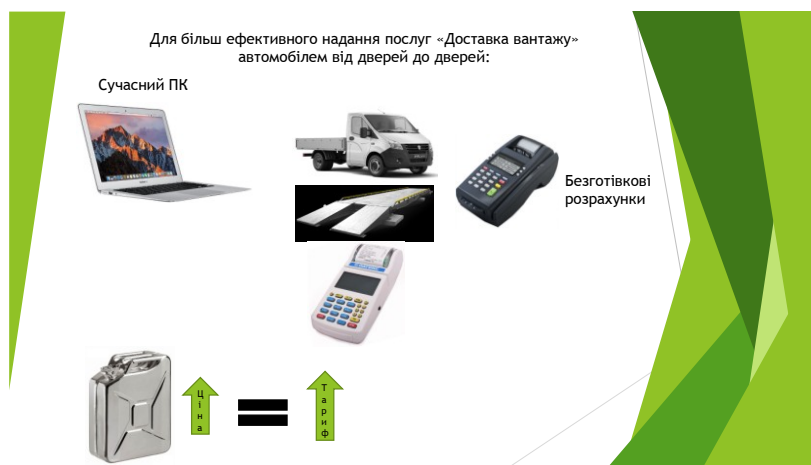 Для більш ефективного надання послуг «Доставка вантажу»
автомобілем від дверей до дверей:
Сучасний ПК
Безготівкові
розрахунки
Ціна
Тариф